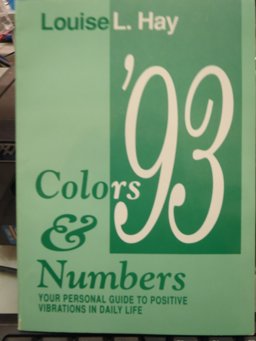 Louise L. Hay
'93
Colors
&
Numbers
YOUR PERSONAL GUIDE TO POSITIVE
VIBRATIONS IN DAILY LIFE